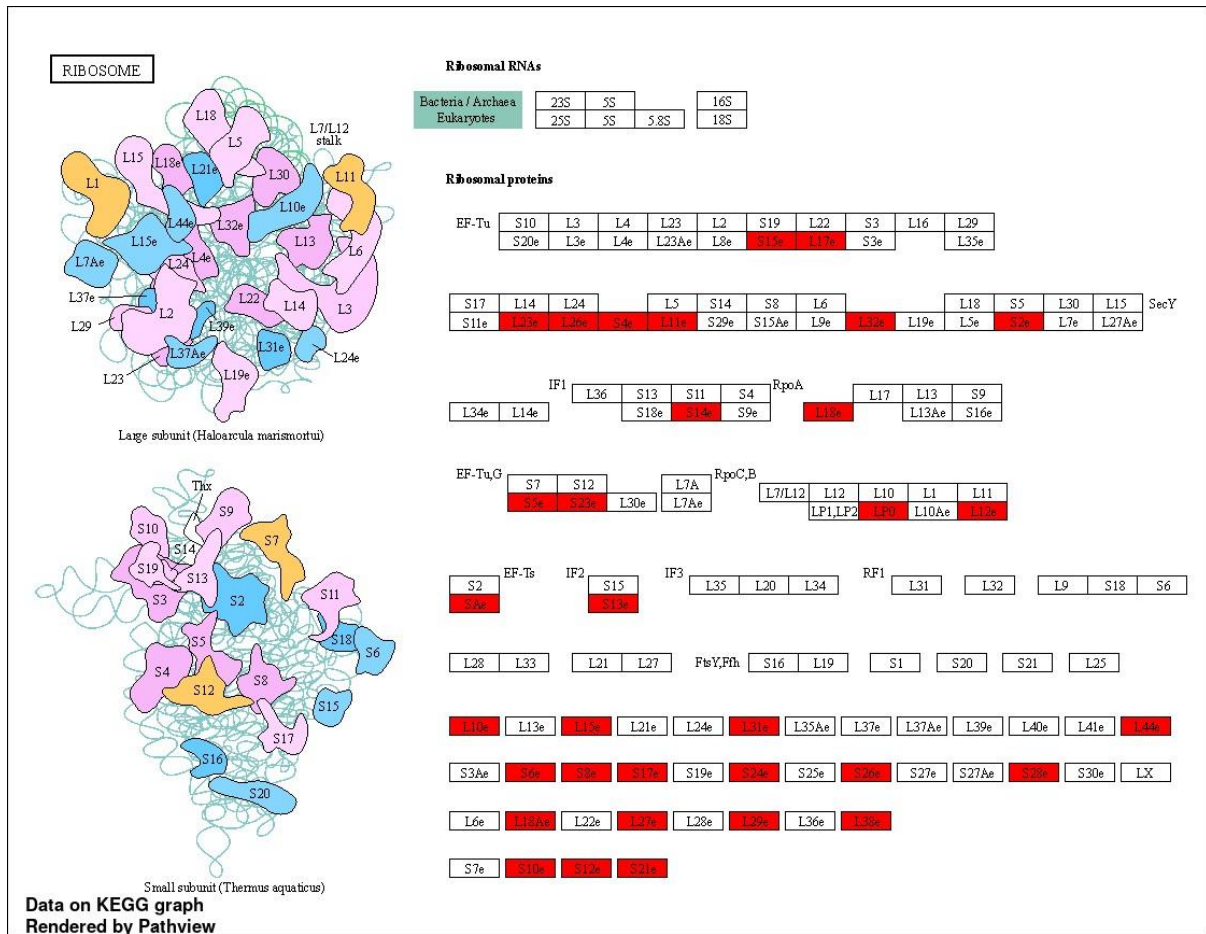 RIBOSOME
L18
L5
L7/L12
stalk
L15
L18e
L21e
L30
L11
L1
L10e
L44e
L32e
L15e
L13
L6
L7Ae
L4e
L24
L37e
L22
L14
L3
L2
L29
L39e
L31e
L37Ae
L24e
L23
L19e
Large subunit (Haloarcula marismortui)
Thx
S9
S10
S7
S14
S19
S13
S3
S2
S11
S18
S5
S6
S4
S8
S12
S15
S17
S16
S20
Small subunit (Thermus aquaticus)
Data on KEGG graph
Rendered by Pathview
Ribosomal RNAs
Bacteria / Archaea 23S 5S 16S
Eukaryotes 25S 5S 5.8S 18S
Ribosomal proteins
EF-Tu S10 L3 L4 L23 L2 S19 L22 S3 L16 L29
S20e L3e L4e L23Ae L8e S15e L17e S3e L35e
S17 L14 L24 L5 S14 S8 L6 L18 S5 L30 L15 SecY
S11e L23e L26e S4e L11e S29e S15Ae L9e L32e L19e L5e S2e L7e L27Ae
IF1 L36 S13 S11 S4 RpoA L17 L13 S9
L34e L14e S18e S14e S9e L18e L13Ae S16e
EF-Tu,G S7 S12 L7A RpoC,B L7/L12 L12 L10 L1 L11
S5e S23e L30e L7Ae LP1,LP2 LP0 L10Ae L12e
S2 EF-Ts IF2 S15 IF3 L35 L20 L34 RF1 L31 L32 L9 S18 S6
SAe S13e
L28 L33 L21 L27 FtsY,Ffh S16 L19 S1 S20 S21 L25
L10e L13e L15e L21e L24e L31e L35Ae L37e L37Ae L39e L40e L41e L44e
S3Ae S6e S8e S17e S19e S24e S25e S26e S27e S27Ae S28e S30e LX
L6e L18Ae L22e L27e L28e L29e L36e L38e
S7e S10e S12e S21e